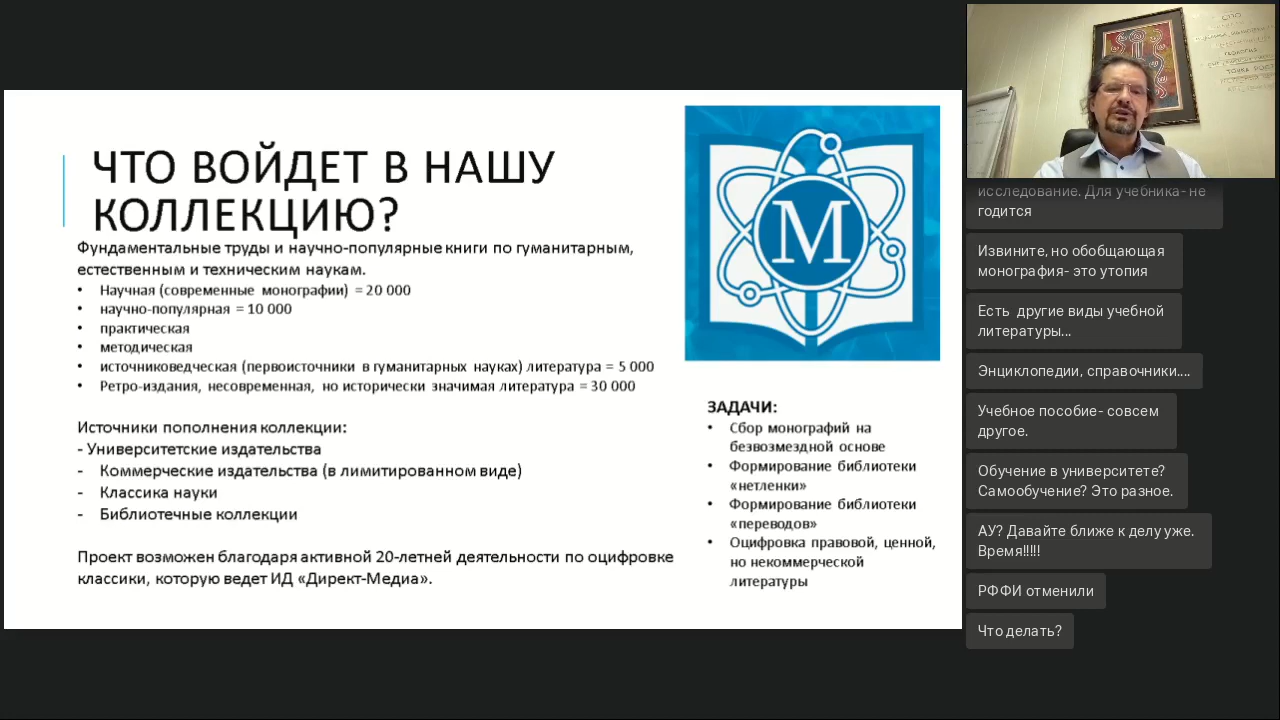 ЧТО ВОЙДЕТ В НАШУ
КОЛЛЕКЦИЮ?
Фундаментальные труды и научно-популярные книги по гуманитарным,
естественным и техническим наукам.
• Научная (современные монографии) = 20 000
• научно-популярная = 10 000
• практическая
• методическая
• источниковедческая (первоисточники в гуманитарных науках) литература = 5 000
• Ретро-издания, несовременная, но исторически значимая литература = 30 000
Источники пополнения коллекции:
- Университетские издательства
- Коммерческие издательства (в лимитированном виде)
- Классика науки
- Библиотечные коллекции
Проект возможен благодаря активной 20-летней деятельности по оцифровке
классики, которую ведет ИД «Директ-Медиа».
М
ЗАДАЧИ:
• Сбор монографий на
безвозмездной основе
• Формирование библиотеки
«нетленки»
• Формирование библиотеки
«переводов»
• Оцифровка правовой, ценной,
но некоммерческой
литературы
СПО
ТОЧКА РОСТ
исследование. Для учебника- не
годится
Извините, но обобщающая
монография- это утопия
Есть другие виды учебной
литературы...
Энциклопедии, справочники....
Учебное пособие- совсем
другое.
Обучение в университете?
Самообучение? Это разное.
АУ? Давайте ближе к делу уже.
Время!!!!!
РФФИ отменили
Что делать?